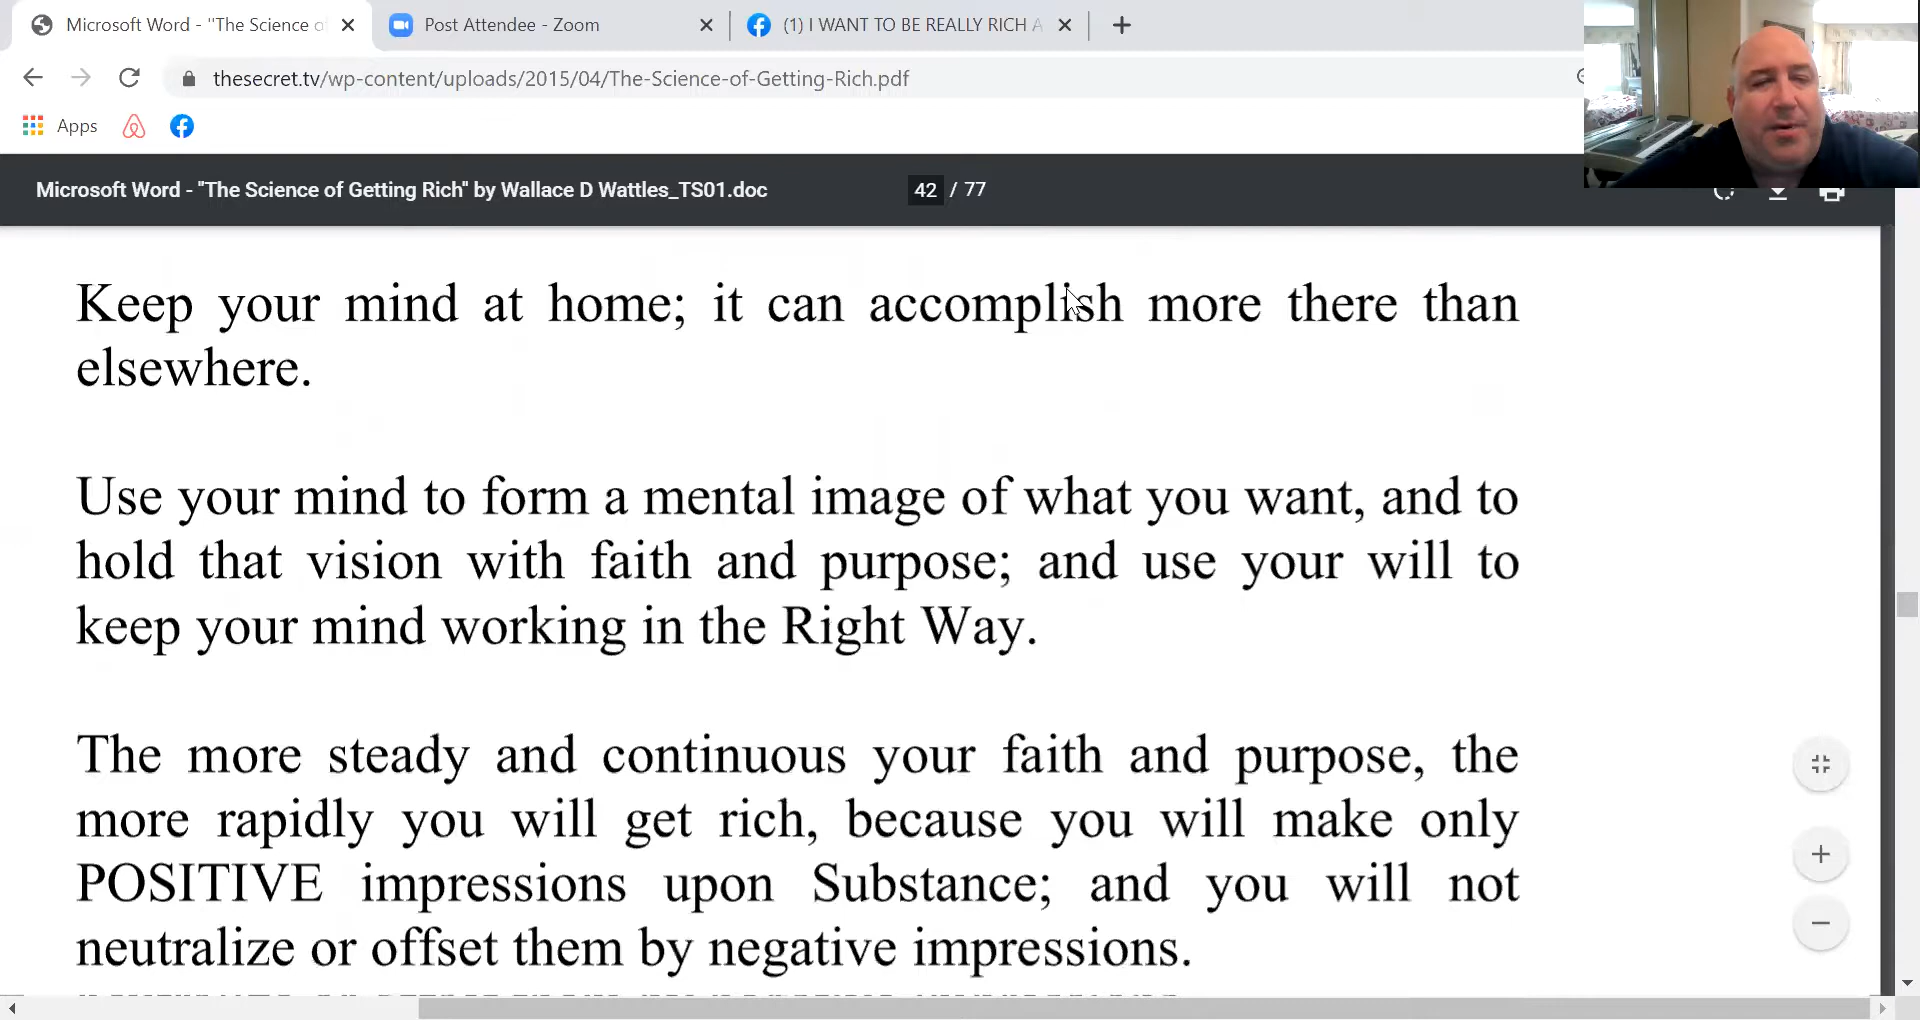 Microsoft Word - "The Science o
Post Attendee - Zoom
(1) I WANT TO BE REALLY RICH A
thesecret.tv/wp-content/uploads/2015/04/The-Science-of-Getting-Rich.pdf
Apps
Microsoft Word - "The Science of Getting Rich" by Wallace D Wattles_TS01.doc
42 / 77
Keep your mind at home; it can accomplish more there than
elsewhere.
Use your mind to form a mental image of what you want, and to
hold that vision with faith and purpose; and use your will to
keep your mind working in the Right Way.
The more steady and continuous your faith and purpose, the
more rapidly you will get rich, because you will make only
POSITIVE impressions upon Substance; and you will not
neutralize or offset them by negative impressions.